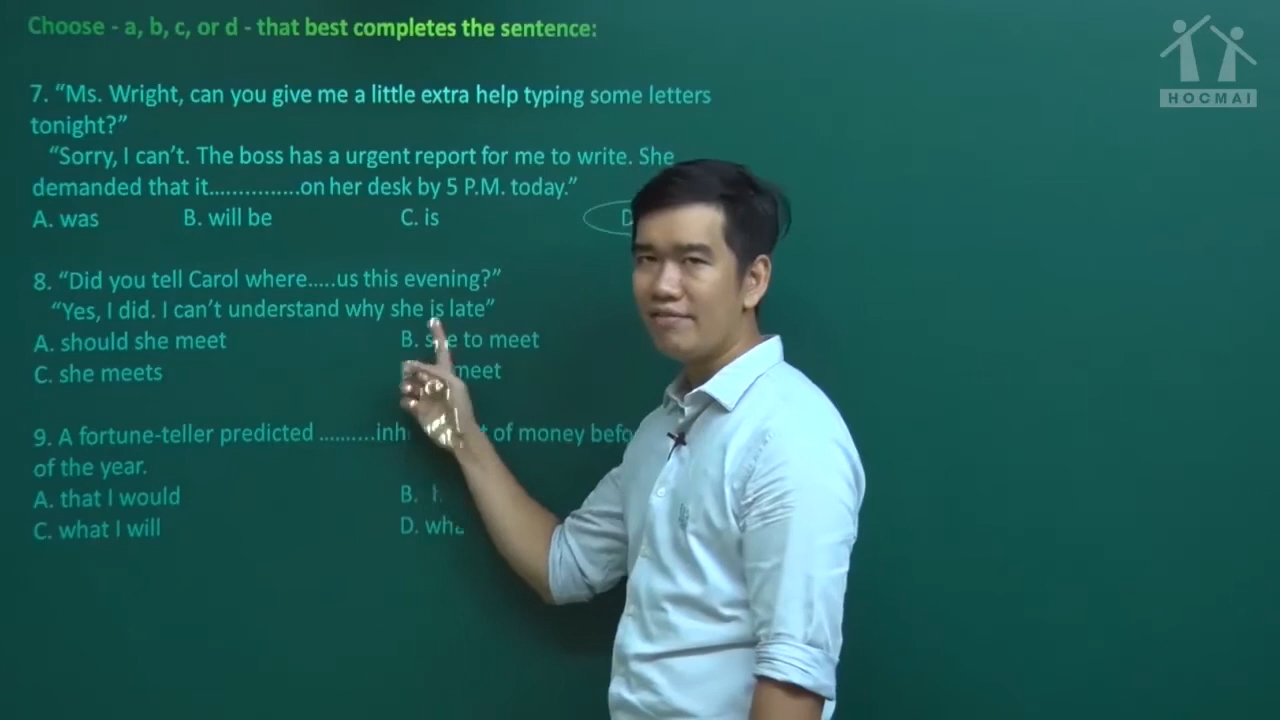 Choose - a, b, c, or d - that best completes the sentence:
HOCMAI
7. “Ms. Wright, can you give me a little extra help typing some letters
tonight?”
“Sorry, I can’t. The boss has a urgent report for me to write. She
demanded that it..............on her desk by 5 P.M. today.”
A. was B. will be C. is D
8. “Did you tell Carol where.....us this evening?”
“Yes, I did. I can’t understand why she is late”
A. should she meet B. she to meet
C. she meets meet
9. A fortune-teller predicted ..........inh of money befo
of the year.
A. that I would B.
C. what I will D. wha